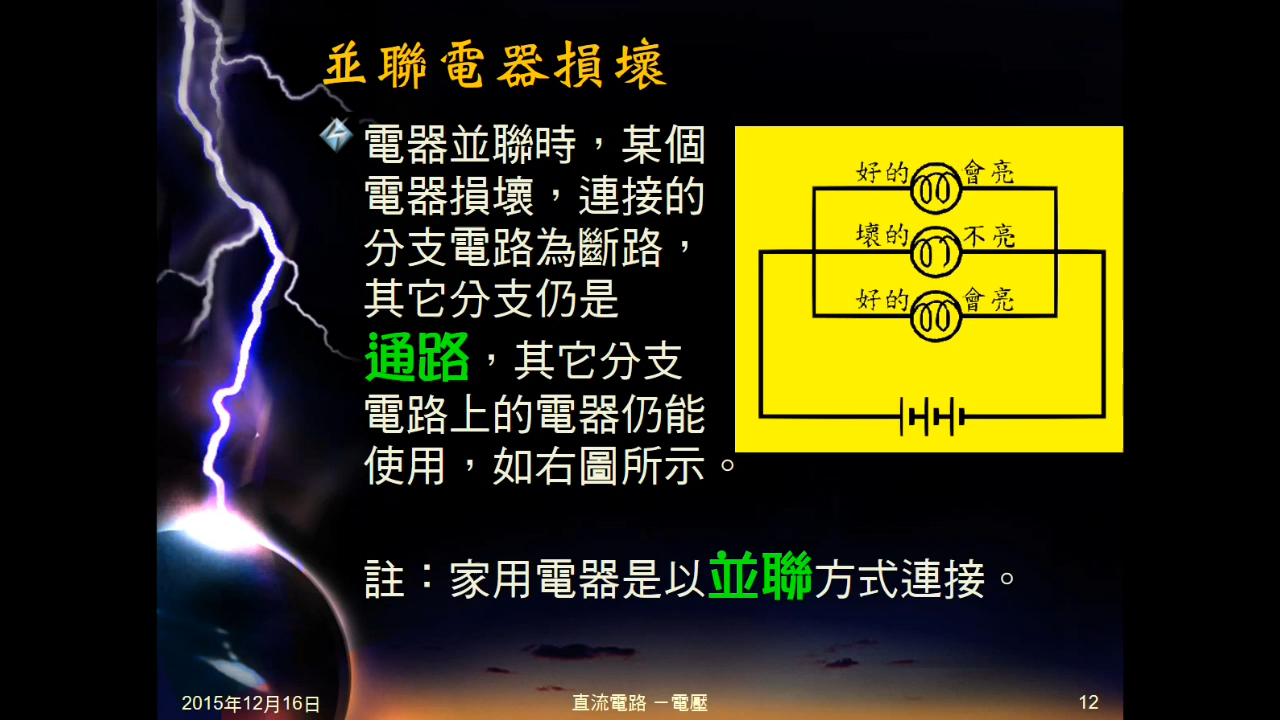 並聯電器損壞
電器並聯時，某個
電器損壞，連接的
分支電路為斷路，
其它分支仍是
通路，其它分支
電路上的電器仍能
使用，如右圖所示。
好的 會亮
壞的 不亮
好的 會亮
註：家用電器是以並聯方式連接。
2015年12月16日
直流電路 － 電壓
12